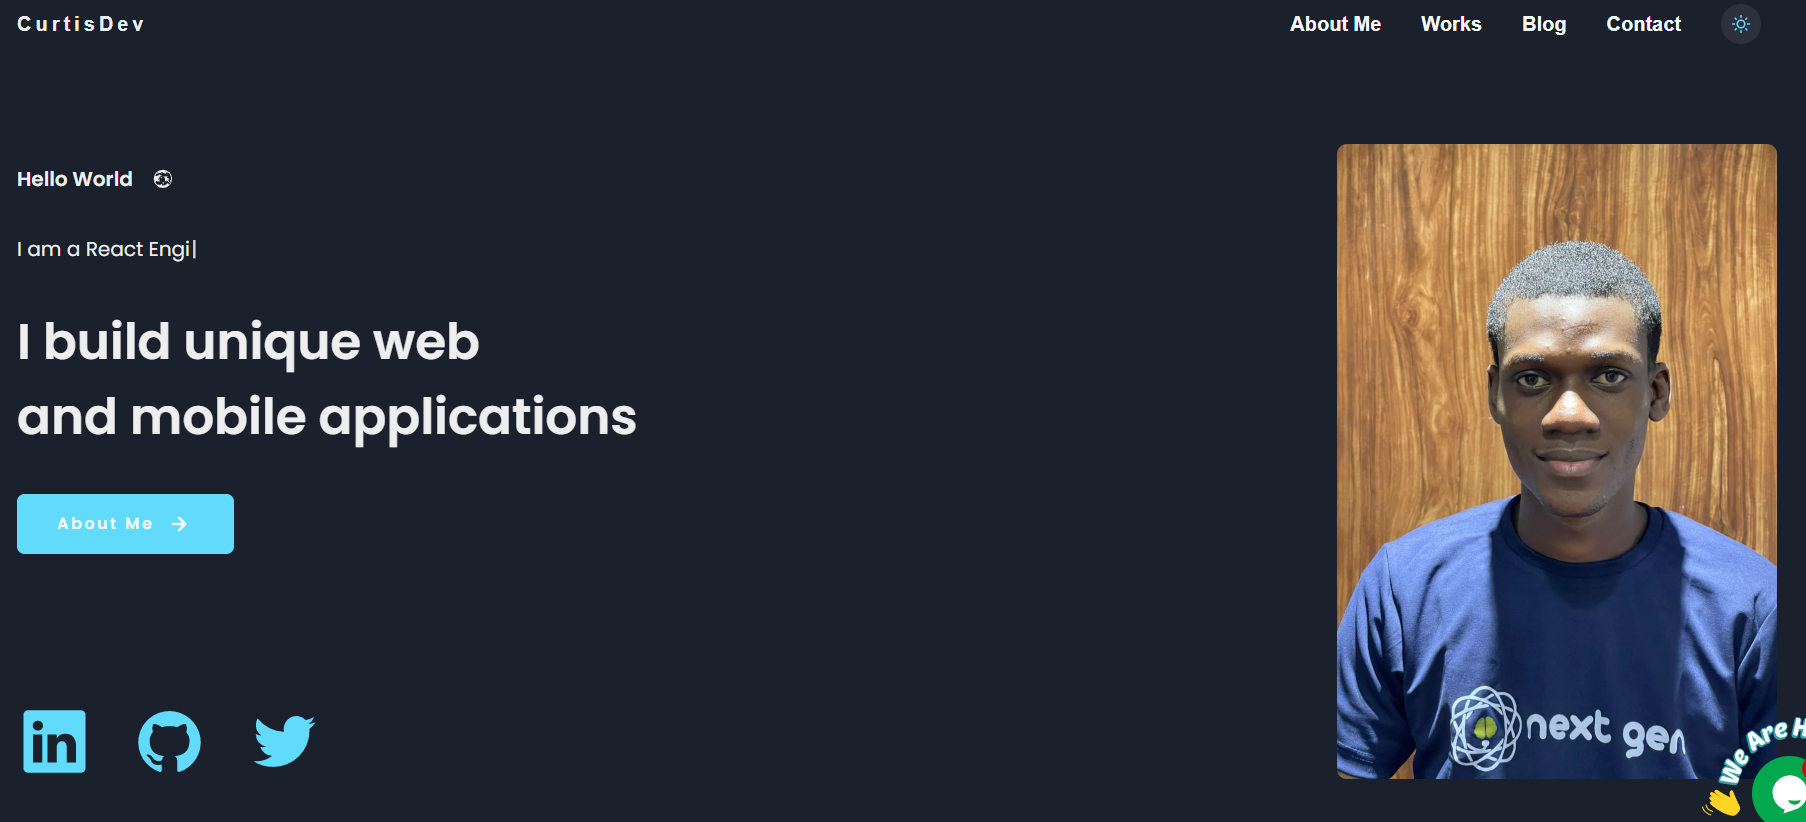 CurtisDev
About Me
Works
Blog
Contact
Hello World
I am a React Engi|
I build unique web
and mobile applications
About Me
in
next gen
We Are H